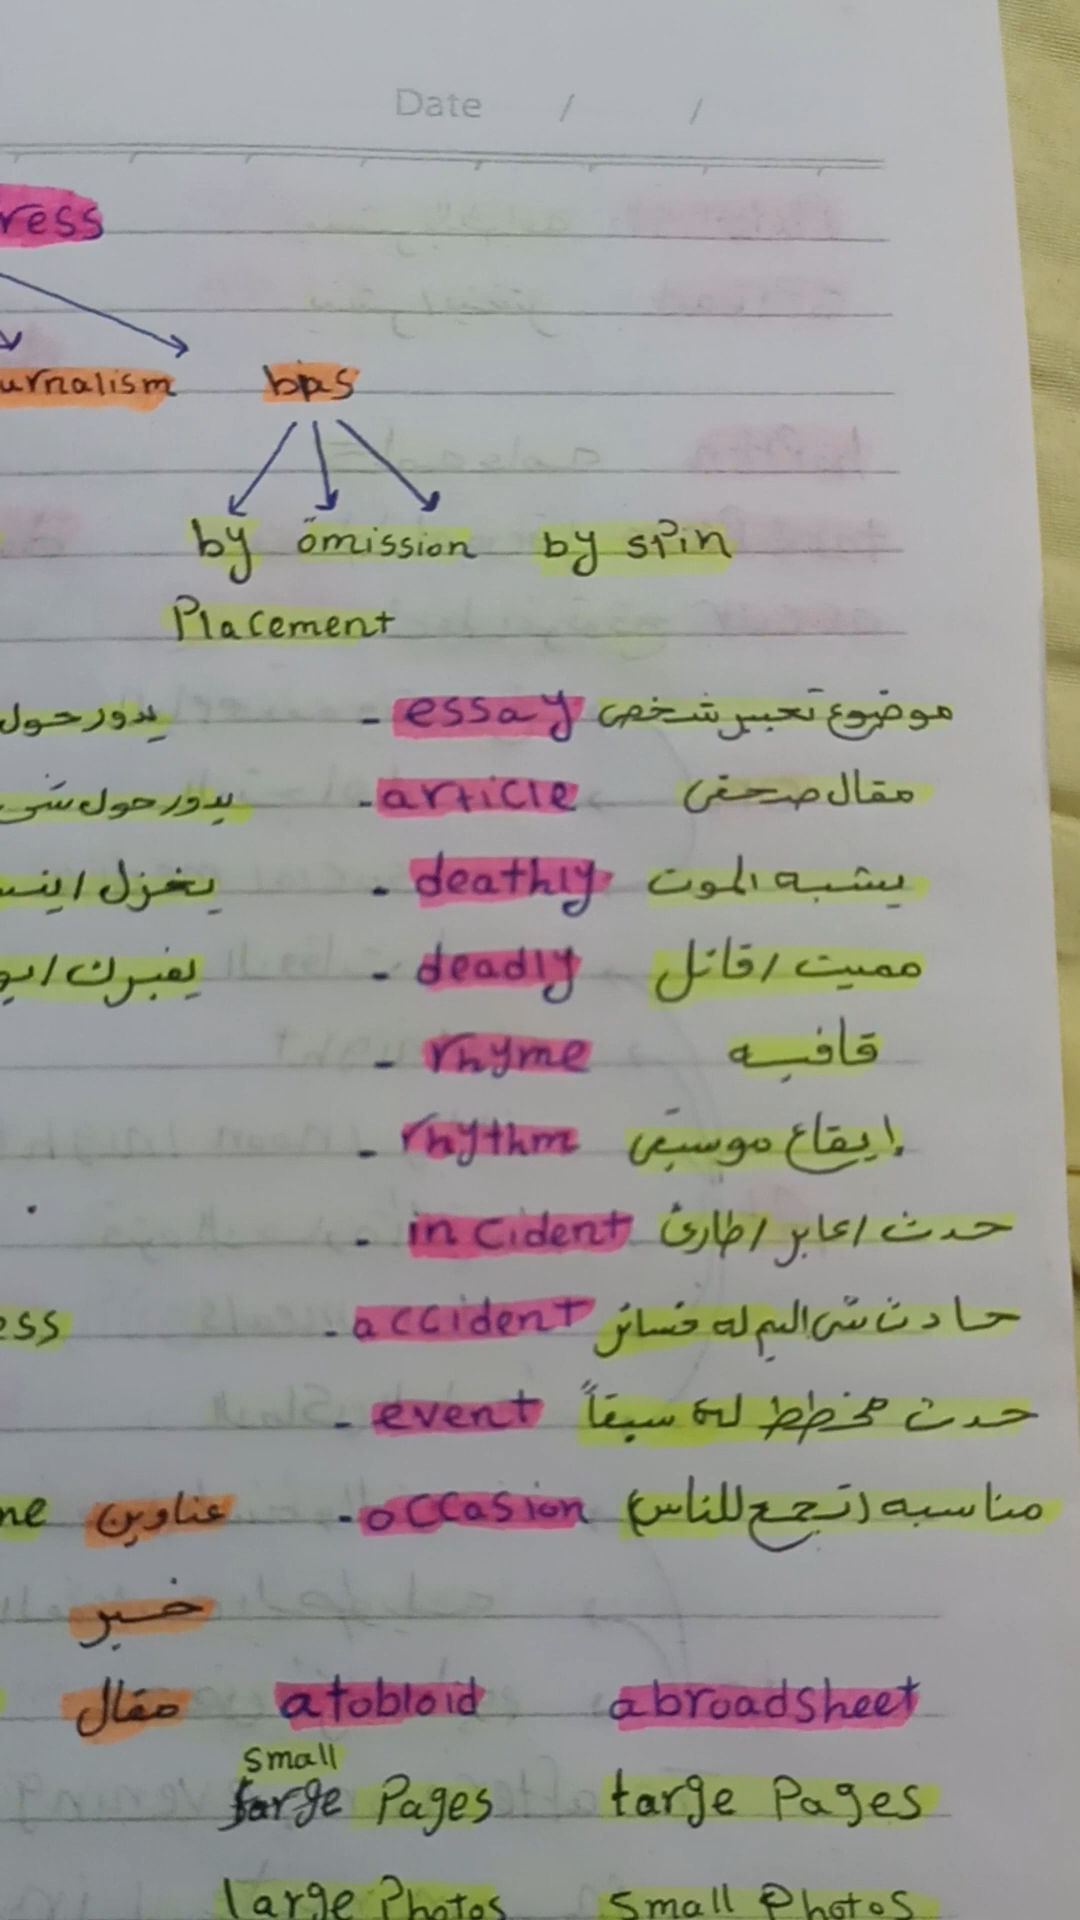 Date / /
ress
urnalism bias
by omission by spin
Placement
يدور حول - essay موضوع تعبير شخصي
يدور حول شي - article مقال صحفي
- deathly يشبه الموت
- deadly مميت / قاتل
- rhyme قافيه
- rhythm إيقاع موسيقي
- incident حدث / عابر / طارئ
ess - accident حادث شي اليم له خسائر
- event حدث مخطط له سبقاً
ne عناوين - occasion مناسبه (تجمع للناس)
خبر
مقال a tobloid a broadsheet
small
Pages large Pages
large Photos small Photos